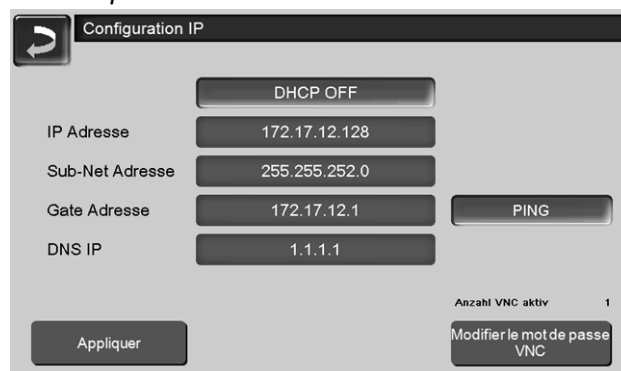 Configuration IP
DHCP OFF
IP Adresse 172.17.12.128
Sub-Net Adresse 255.255.252.0
Gate Adresse 172.17.12.1 PING
DNS IP 1.1.1.1
Anzahl VNC aktiv 1
Appliquer
Modifier le mot de passe
VNC